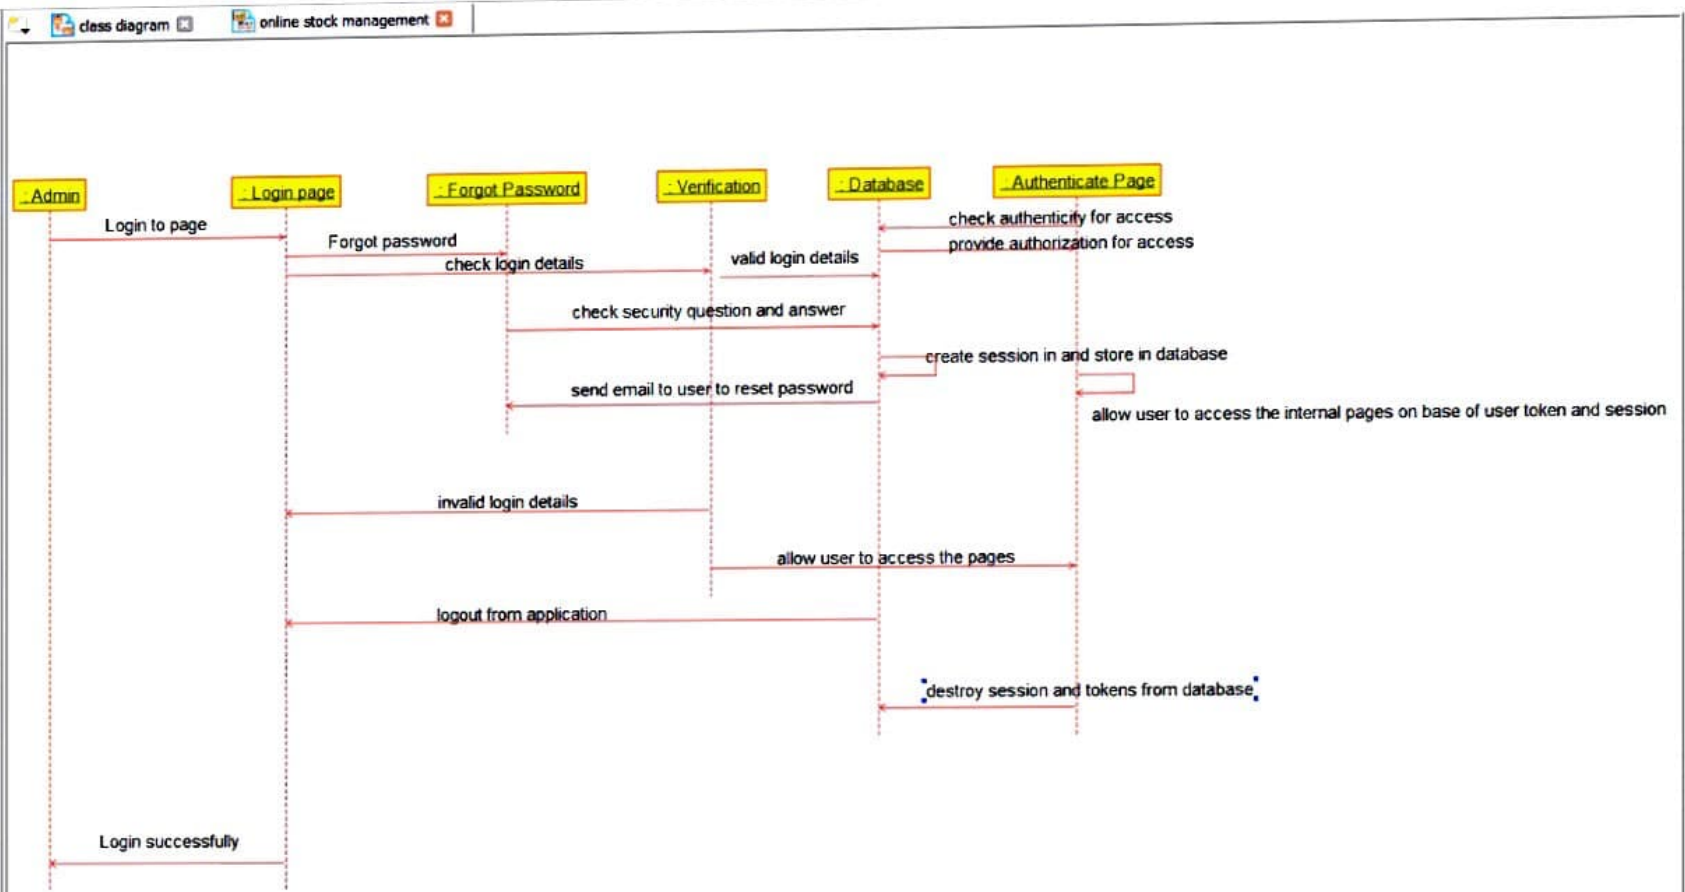 class diagram
online stock management
: Admin
: Login page
: Forgot Password
: Verification
: Database
: Authenticate Page
Login to page
check authenticity for access
Forgot password
provide authorization for access
check login details
valid login details
check security question and answer
create session in and store in database
send email to user to reset password
allow user to access the internal pages on base of user token and session
invalid login details
allow user to access the pages
logout from application
destroy session and tokens from database
Login successfully